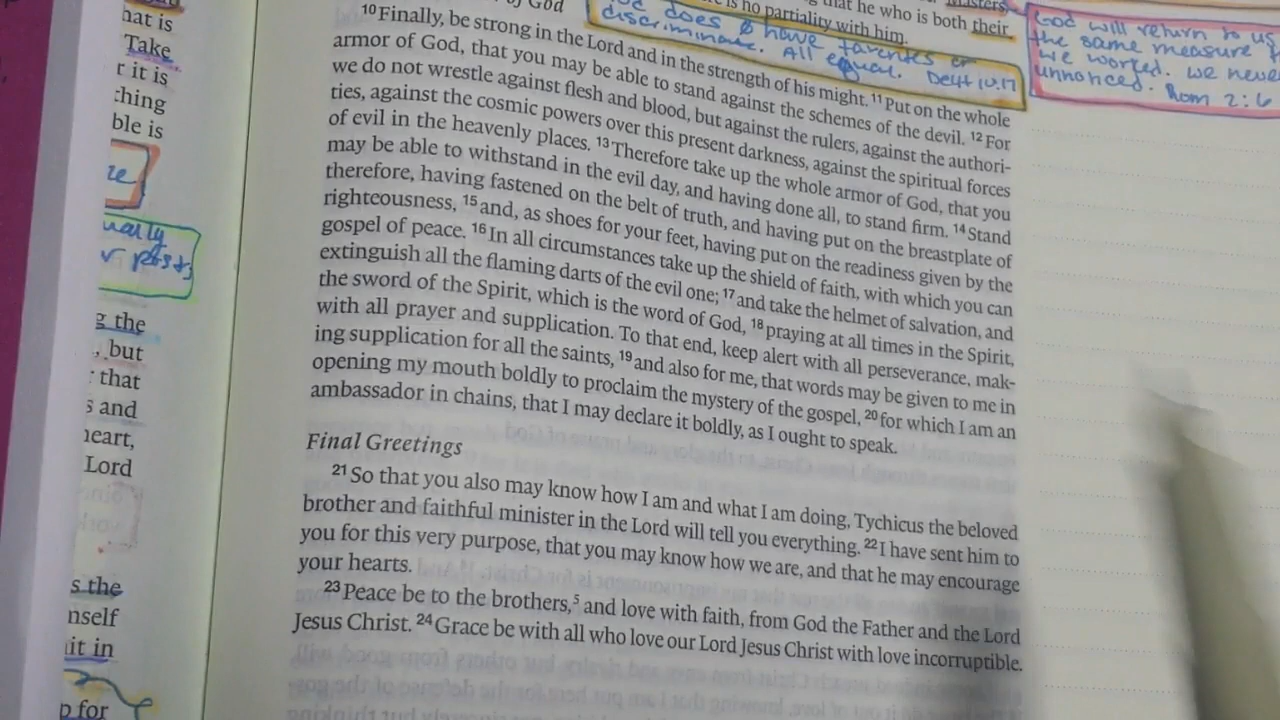 hat is
Take
r it is
thing
ble is
ze
ually
g the
, but
that
s and
heart,
Lord
s the
nself
it in
p for
of God
Masters,
that he who is both their
re is no partiality with him.
does & have favorites or
discriminate. All equal. Deut 10.17
God will return to us
the same measure
we worked. we never
unnoticed. Rom 2:6
10 Finally, be strong in the Lord and in the strength of his might. 11 Put on the whole
armor of God, that you may be able to stand against the schemes of the devil. 12 For
we do not wrestle against flesh and blood, but against the rulers, against the authori-
ties, against the cosmic powers over this present darkness, against the spiritual forces
of evil in the heavenly places. 13 Therefore take up the whole armor of God, that you
may be able to withstand in the evil day, and having done all, to stand firm. 14 Stand
therefore, having fastened on the belt of truth, and having put on the breastplate of
righteousness, 15 and, as shoes for your feet, having put on the readiness given by the
gospel of peace. 16 In all circumstances take up the shield of faith, with which you can
extinguish all the flaming darts of the evil one; 17 and take the helmet of salvation, and
the sword of the Spirit, which is the word of God, 18 praying at all times in the Spirit,
with all prayer and supplication. To that end, keep alert with all perseverance, mak-
ing supplication for all the saints, 19 and also for me, that words may be given to me in
opening my mouth boldly to proclaim the mystery of the gospel, 20 for which I am an
ambassador in chains, that I may declare it boldly, as I ought to speak.
Final Greetings
21 So that you also may know how I am and what I am doing, Tychicus the beloved
brother and faithful minister in the Lord will tell you everything. 22 I have sent him to
you for this very purpose, that you may know how we are, and that he may encourage
your hearts.
23 Peace be to the brothers,5 and love with faith, from God the Father and the Lord
Jesus Christ. 24 Grace be with all who love our Lord Jesus Christ with love incorruptible.